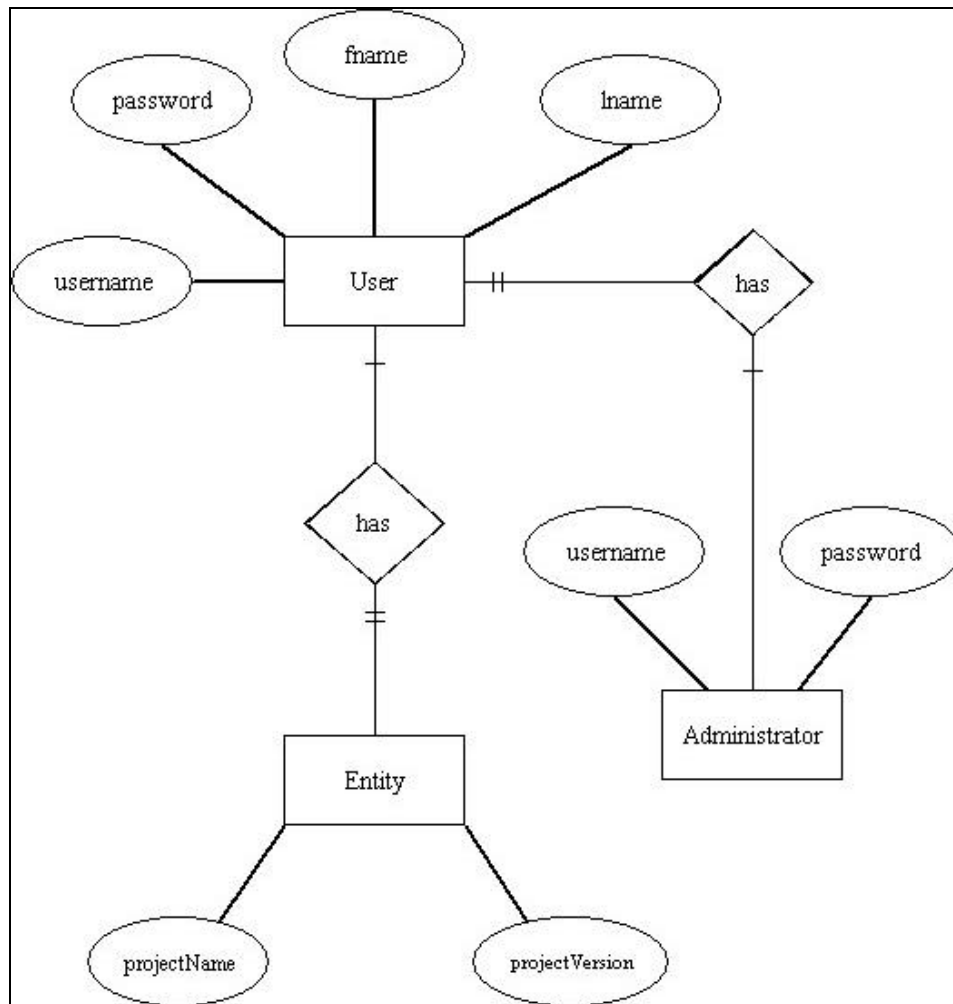 fname
password
lname
username
User
has
has
username
password
Administrator
Entity
projectName
projectVersion